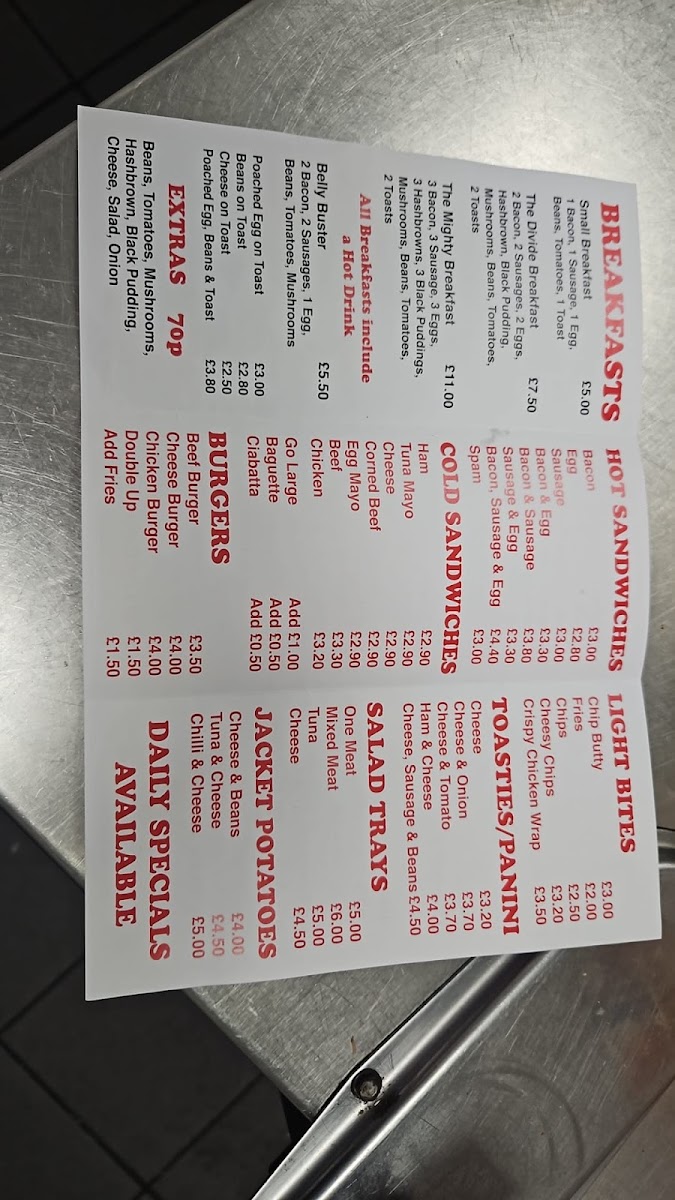 BREAKFASTS
Small Breakfast £5.00
1 Bacon, 1 Sausage, 1 Egg,
Beans, Tomatoes, 1 Toast
The Divide Breakfast £7.50
2 Bacon, 2 Sausages, 2 Eggs,
Hashbrown, Black Pudding,
Mushrooms, Beans, Tomatoes,
2 Toasts
The Mighty Breakfast £11.00
3 Bacon, 3 Sausage, 3 Eggs,
3 Hashbrowns, 3 Black Puddings,
Mushrooms, Beans, Tomatoes,
2 Toasts
All Breakfasts include
a Hot Drink
Belly Buster £5.50
2 Bacon, 2 Sausages, 1 Egg,
Beans, Tomatoes, Mushrooms
Poached Egg on Toast £3.00
Beans on Toast £2.80
Cheese on Toast £2.50
Poached Egg, Beans & Toast £3.80
EXTRAS 70p
Beans, Tomatoes, Mushrooms,
Hashbrown, Black Pudding,
Cheese, Salad, Onion
HOT SANDWICHES
Bacon £3.00
Egg £2.80
Sausage £3.00
Bacon & Egg £3.30
Bacon & Sausage £3.80
Sausage & Egg £3.30
Bacon, Sausage & Egg £4.40
Spam £3.00
COLD SANDWICHES
Ham £2.90
Tuna Mayo £2.90
Cheese £2.90
Corned Beef £2.90
Egg Mayo £2.90
Beef £3.30
Chicken £3.20
Go Large Add £1.00
Baguette Add £0.50
Ciabatta Add £0.50
BURGERS
Beef Burger £3.50
Cheese Burger £4.00
Chicken Burger £4.00
Double Up £1.50
Add Fries £1.50
LIGHT BITES
Chip Butty £3.00
Fries £2.00
Chips £2.50
Cheesy Chips £3.20
Crispy Chicken Wrap £3.50
TOASTIES/PANINI
Cheese £3.20
Cheese & Onion £3.70
Cheese & Tomato £3.70
Ham & Cheese £4.00
Cheese, Sausage & Beans £4.50
SALAD TRAYS
One Meat £5.00
Mixed Meat £6.00
Tuna £5.00
Cheese £4.50
JACKET POTATOES
Cheese & Beans £4.00
Tuna & Cheese £4.50
Chilli & Cheese £5.00
DAILY SPECIALS
AVAILABLE